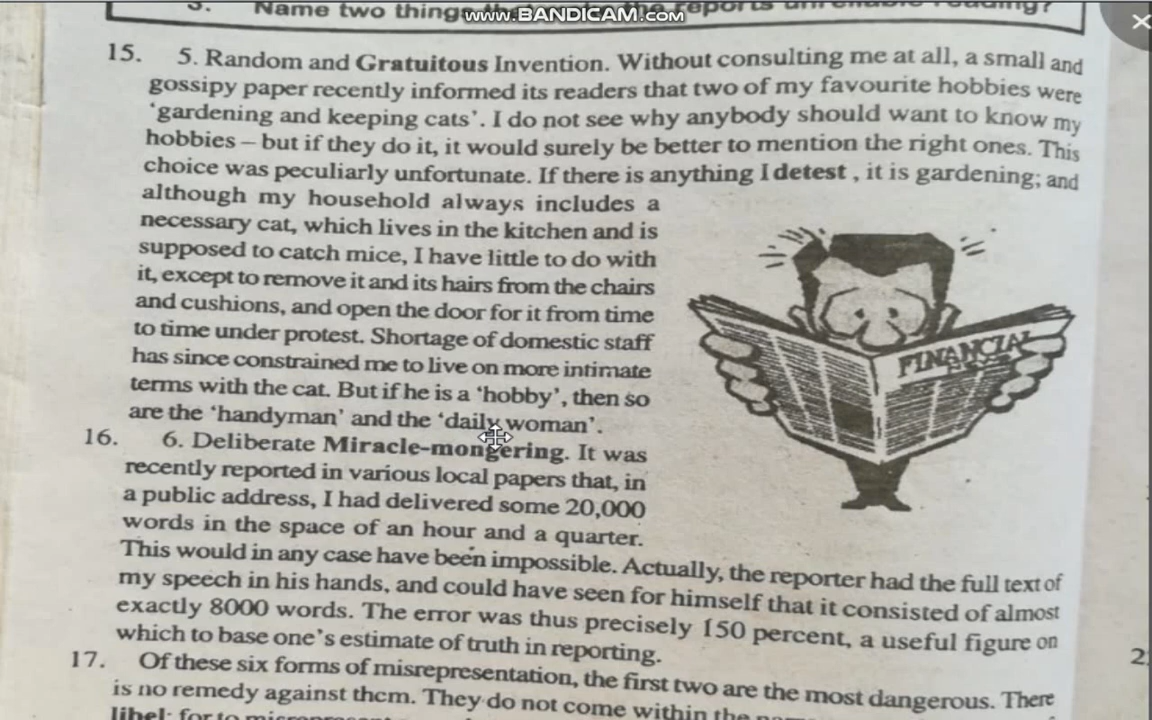 3. Name two things the reports
www.BANDICAM.com
15. 5. Random and Gratuitous Invention. Without consulting me at all, a small and
gossipy paper recently informed its readers that two of my favourite hobbies were
‘gardening and keeping cats’. I do not see why anybody should want to know my
hobbies – but if they do it, it would surely be better to mention the right ones. This
choice was peculiarly unfortunate. If there is anything I detest , it is gardening; and
although my household always includes a
necessary cat, which lives in the kitchen and is
supposed to catch mice, I have little to do with
it, except to remove it and its hairs from the chairs
and cushions, and open the door for it from time
to time under protest. Shortage of domestic staff
has since constrained me to live on more intimate
terms with the cat. But if he is a ‘hobby’, then so
are the ‘handyman’ and the ‘daily woman’.
FINANCIAL
16. 6. Deliberate Miracle-mongering. It was
recently reported in various local papers that, in
a public address, I had delivered some 20,000
words in the space of an hour and a quarter.
This would in any case have been impossible. Actually, the reporter had the full text of
my speech in his hands, and could have seen for himself that it consisted of almost
exactly 8000 words. The error was thus precisely 150 percent, a useful figure on
which to base one’s estimate of truth in reporting.
17. Of these six forms of misrepresentation, the first two are the most dangerous. There
is no remedy against them. They do not come within the
libel; for to
2